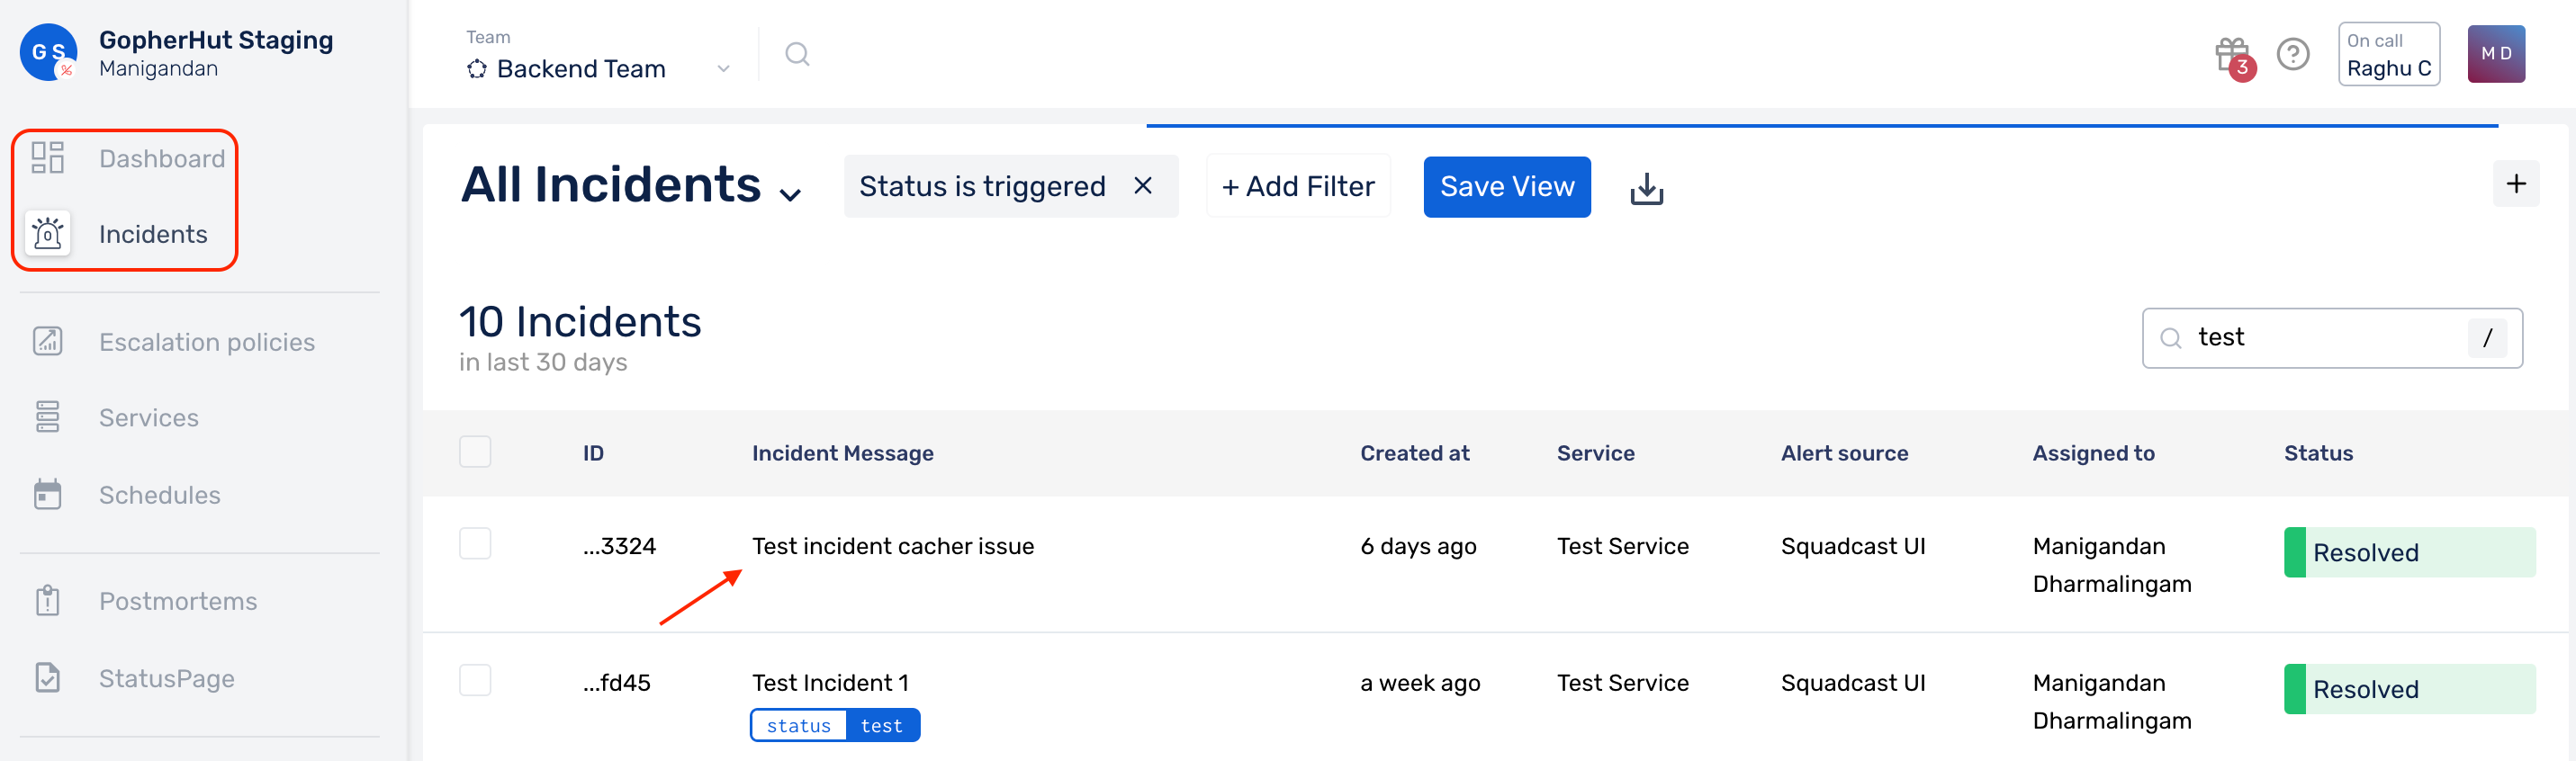 G S
GopherHut Staging
Manigandan
Dashboard
Incidents
Escalation policies
Services
Schedules
Postmortems
StatusPage
Team
Backend Team
3
On call
Raghu C
M D
All Incidents
Status is triggered
+ Add Filter
Save View
+
10 Incidents
in last 30 days
test /
ID Incident Message Created at Service Alert source Assigned to Status
...3324 Test incident cacher issue 6 days ago Test Service Squadcast UI Manigandan Resolved
Dharmalingam
...fd45 Test Incident 1 a week ago Test Service Squadcast UI Manigandan Resolved
status test Dharmalingam